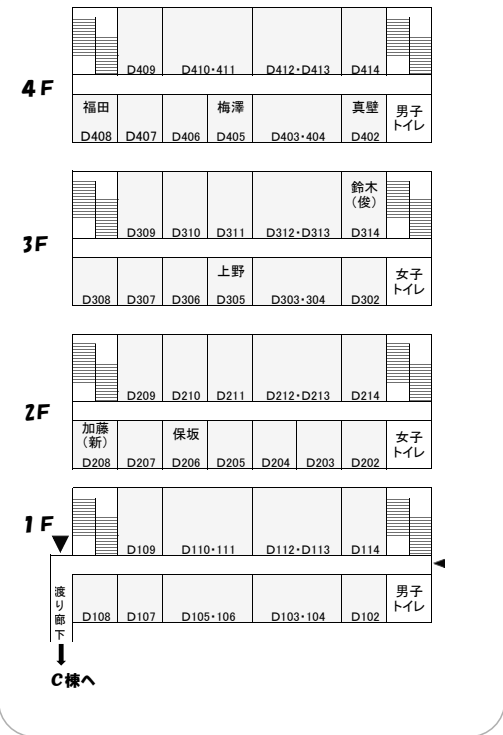 4F
D409 D410・411 D412・D413 D414
福田 梅澤 真壁 男子
トイレ
D408 D407 D406 D405 D403・404 D402
3F
鈴木
（俊）
D309 D310 D311 D312・D313 D314
上野 女子
トイレ
D308 D307 D306 D305 D303・304 D302
2F
D209 D210 D211 D212・D213 D214
加藤
（新）
保坂 女子
トイレ
D208 D207 D206 D205 D204 D203 D202
1F
D109 D110・111 D112・D113 D114
渡り廊下
男子
トイレ
D108 D107 D105・106 D103・104 D102
C棟へ